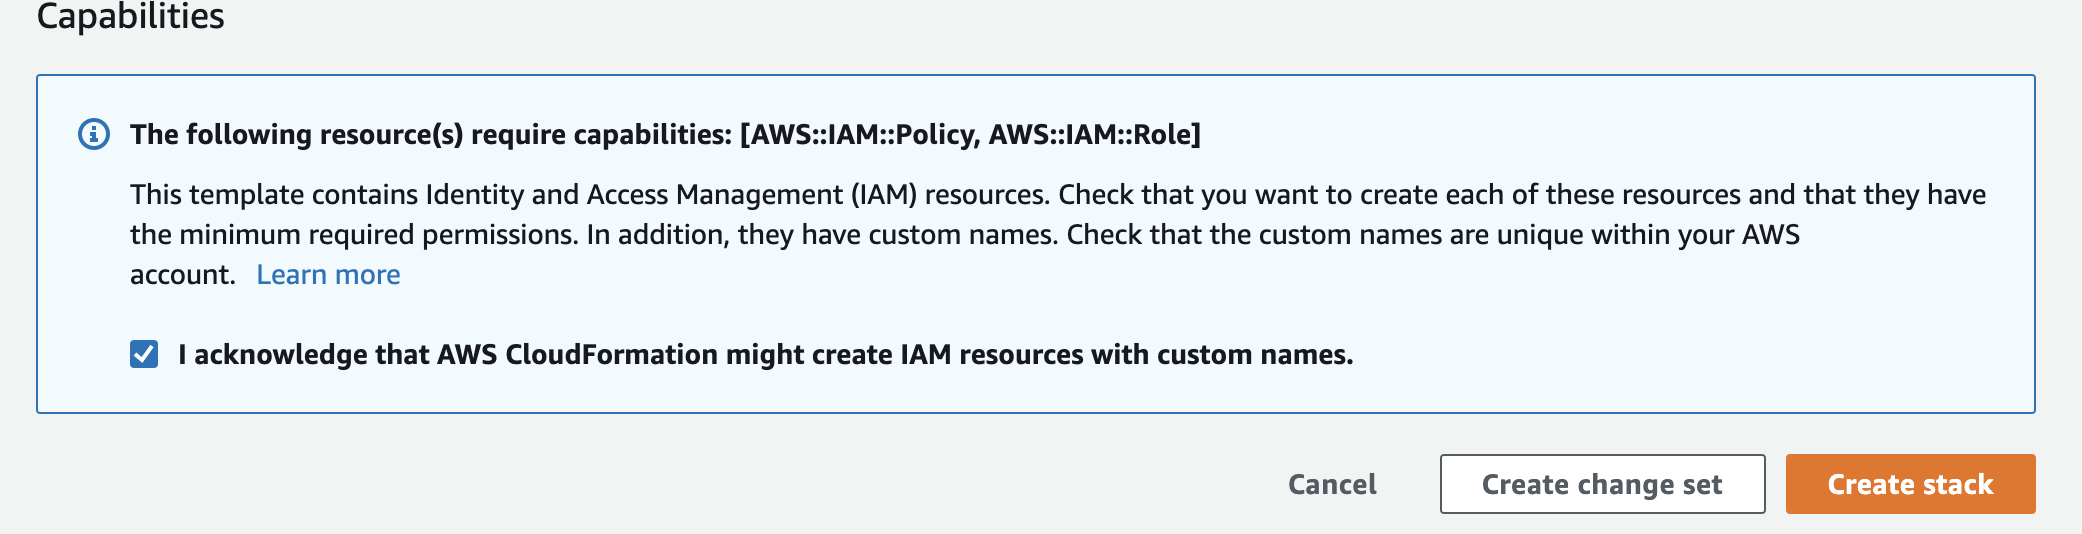 Capabilities
The following resource(s) require capabilities: [AWS::IAM::Policy, AWS::IAM::Role]
This template contains Identity and Access Management (IAM) resources. Check that you want to create each of these resources and that they have
the minimum required permissions. In addition, they have custom names. Check that the custom names are unique within your AWS
account. Learn more
I acknowledge that AWS CloudFormation might create IAM resources with custom names.
Cancel Create change set Create stack